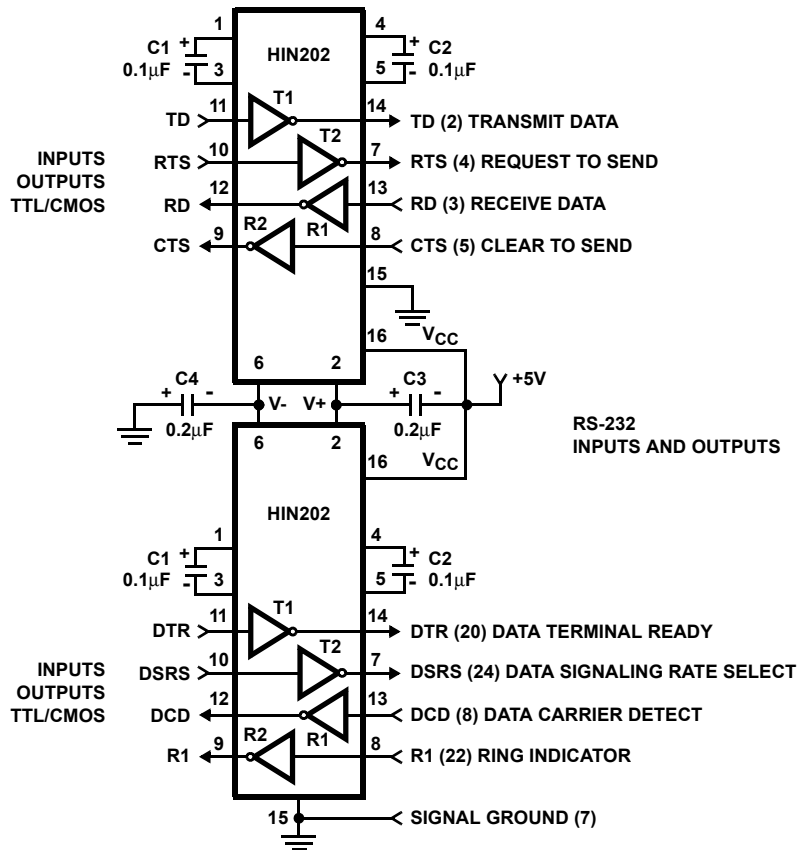 1
4
C1 +
HIN202
+ C2
0.1μF -
3
5
- 0.1μF
T1
11
14
TD
TD (2) TRANSMIT DATA
T2
INPUTS
OUTPUTS
TTL/CMOS
10
7
RTS
RTS (4) REQUEST TO SEND
12
13
RD
RD (3) RECEIVE DATA
R2
R1
9
8
CTS
CTS (5) CLEAR TO SEND
15
16
VCC
6
2
C4
+ -
V-
V+
C3
+ -
+5V
0.2μF
0.2μF
RS-232
INPUTS AND OUTPUTS
6
2
16
VCC
HIN202
1
4
C1 +
+ C2
0.1μF -
3
5
- 0.1μF
T1
11
14
DTR
DTR (20) DATA TERMINAL READY
T2
INPUTS
OUTPUTS
TTL/CMOS
10
7
DSRS
DSRS (24) DATA SIGNALING RATE SELECT
12
13
DCD
DCD (8) DATA CARRIER DETECT
R2
R1
9
8
R1
R1 (22) RING INDICATOR
15
SIGNAL GROUND (7)